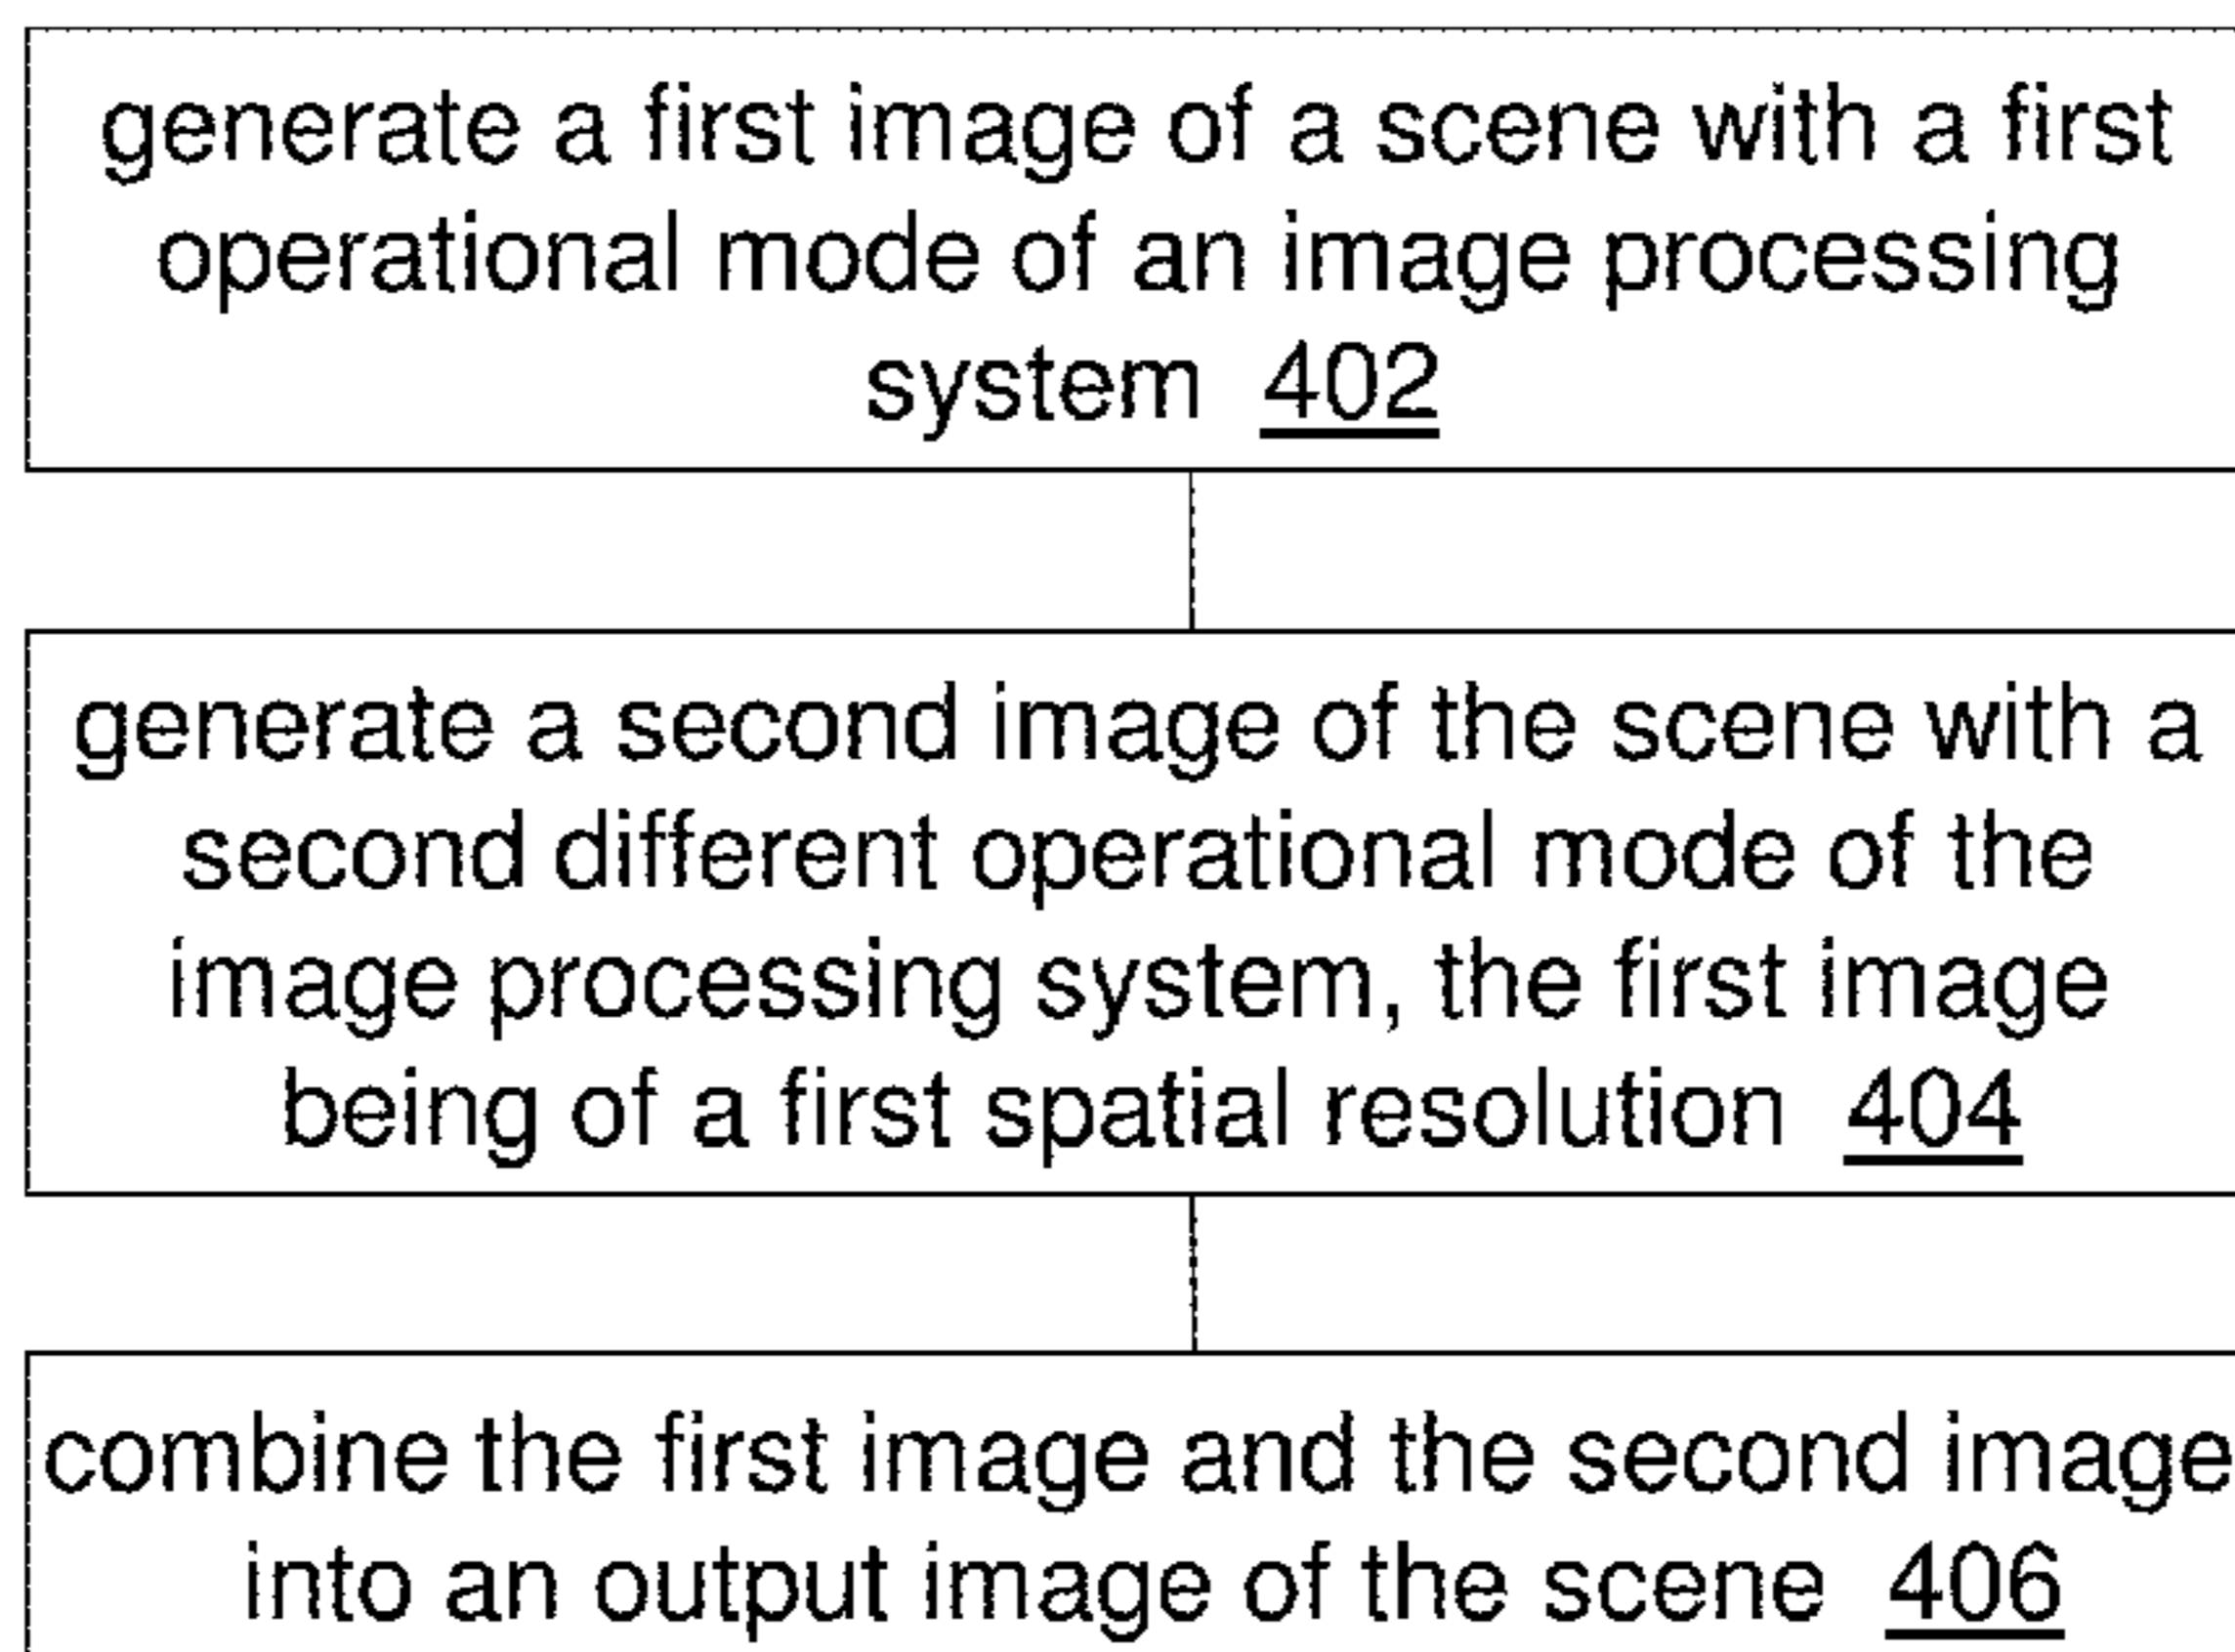 generate a first image of a scene with a first
operational mode of an image processing
system 402
generate a second image of the scene with a
second different operational mode of the
image processing system, the first image
being of a first spatial resolution 404
combine the first image and the second image
into an output image of the scene 406